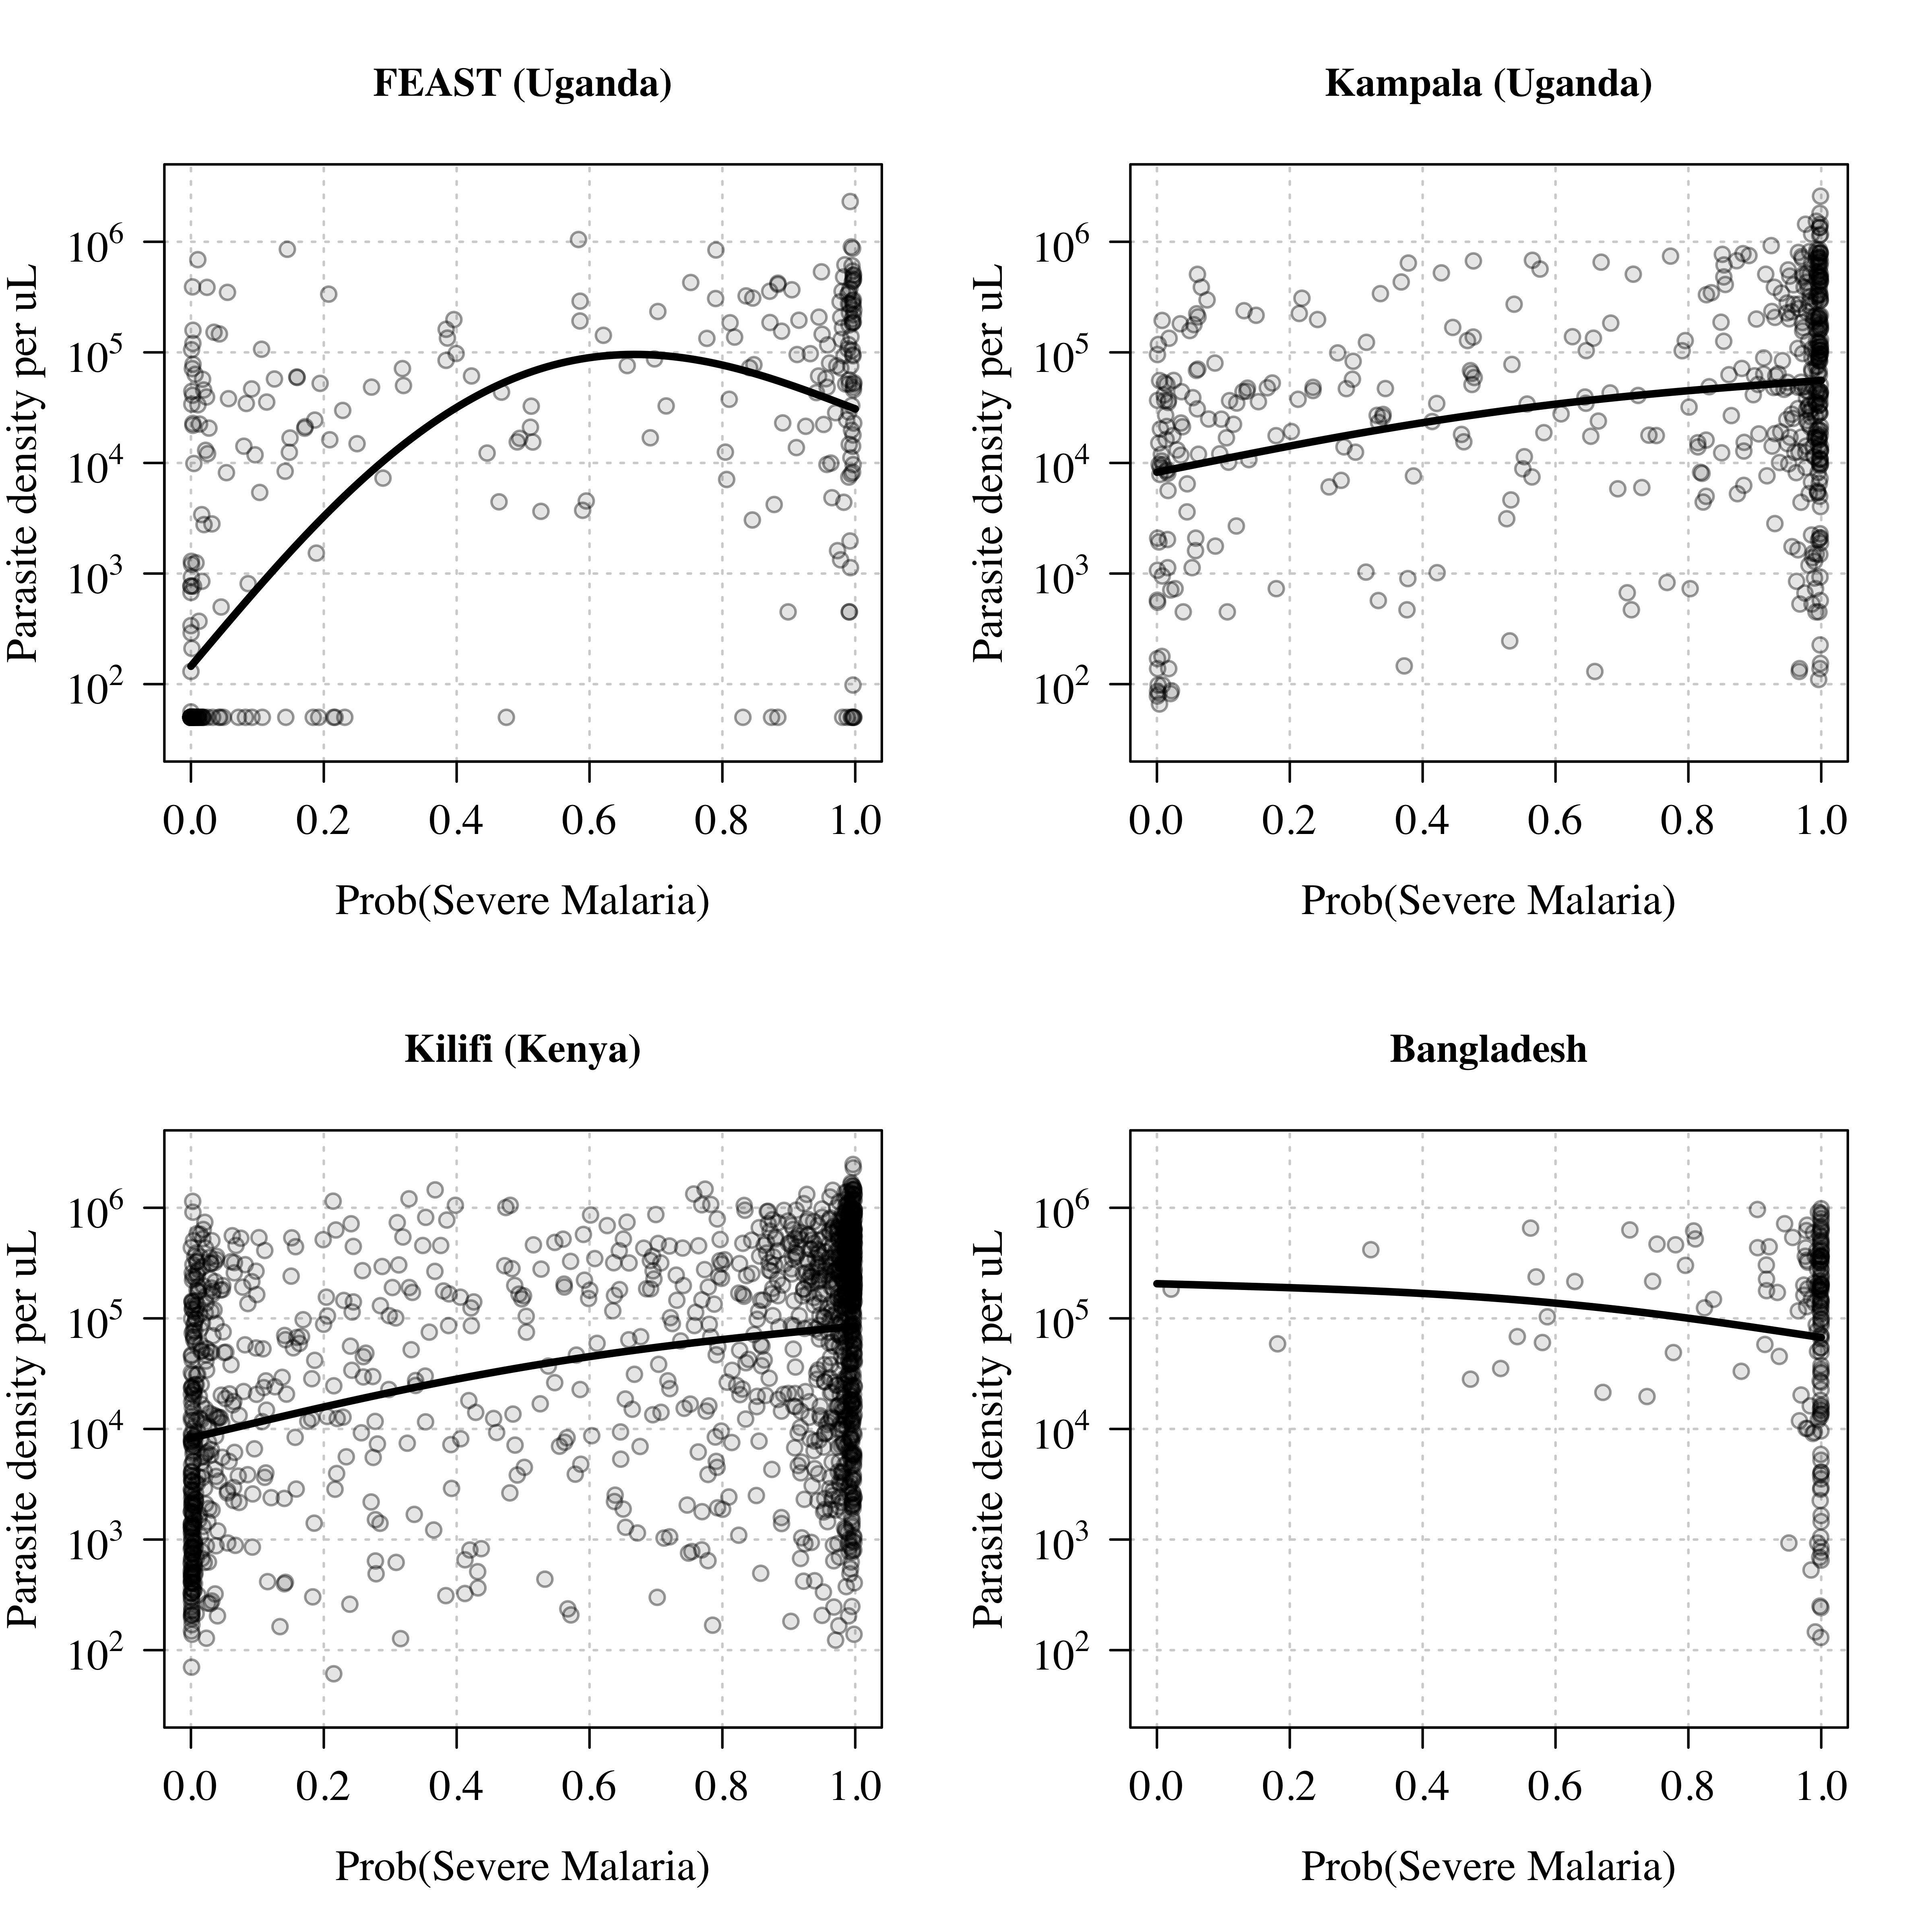 FEAST (Uganda)
Parasite density per uL
10^6
10^5
10^4
10^3
10^2
0.0 0.2 0.4 0.6 0.8 1.0
Prob(Severe Malaria)
Kampala (Uganda)
Parasite density per uL
10^6
10^5
10^4
10^3
10^2
0.0 0.2 0.4 0.6 0.8 1.0
Prob(Severe Malaria)
Kilifi (Kenya)
Parasite density per uL
10^6
10^5
10^4
10^3
10^2
0.0 0.2 0.4 0.6 0.8 1.0
Prob(Severe Malaria)
Bangladesh
Parasite density per uL
10^6
10^5
10^4
10^3
10^2
0.0 0.2 0.4 0.6 0.8 1.0
Prob(Severe Malaria)